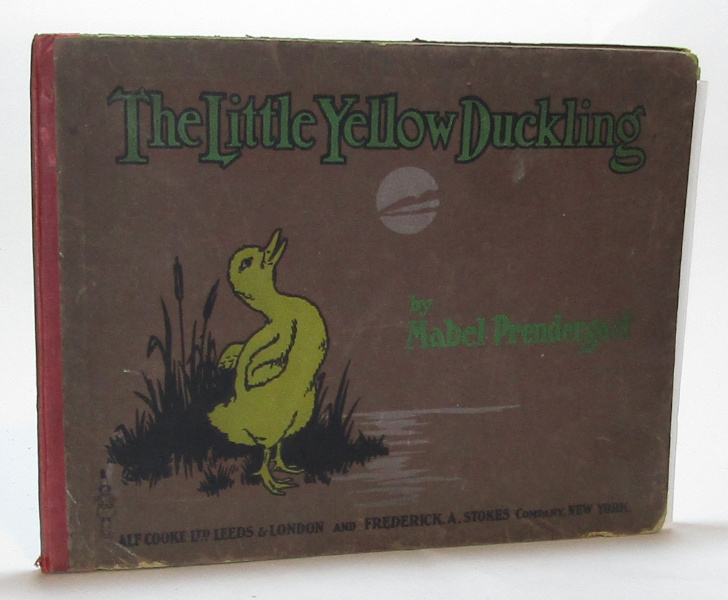 The Little Yellow Duckling
by
Mabel Prendergast
ALF COOKE LTD LEEDS & LONDON AND FREDERICK. A. STOKES COMPANY, NEW YORK.